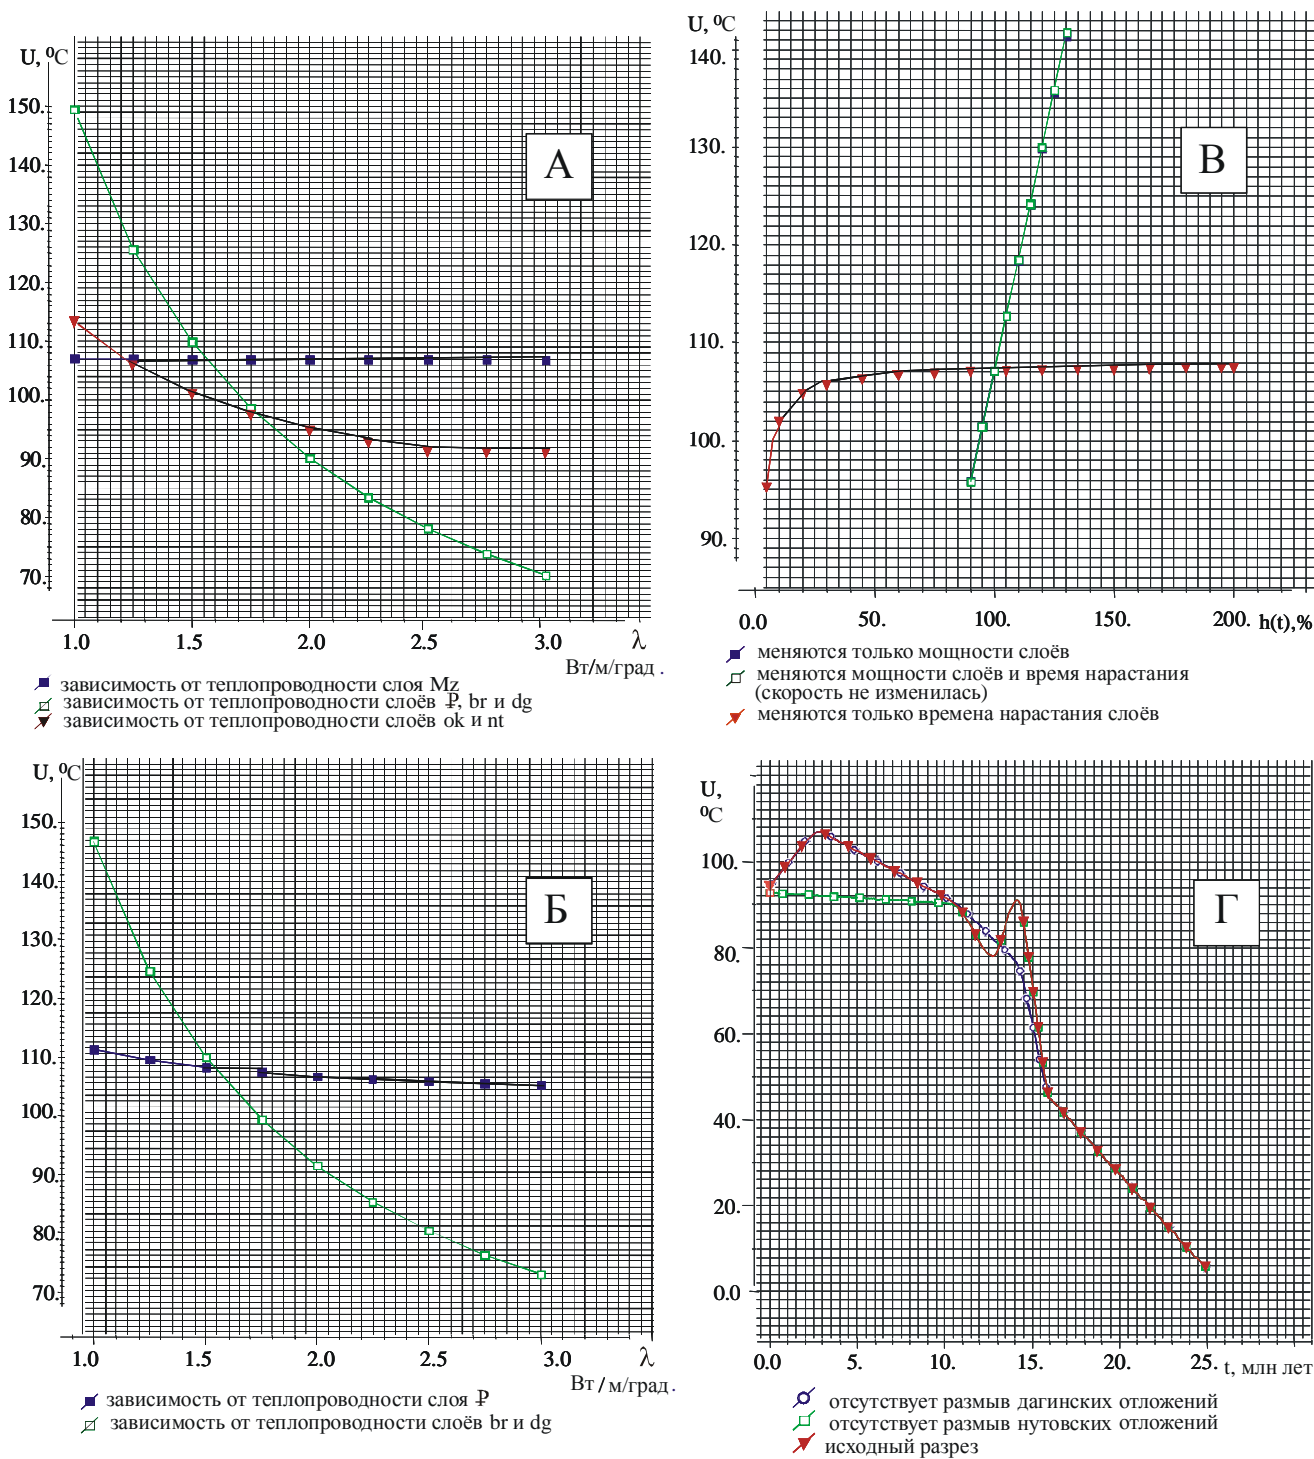 U, ⁰C
150.
140.
130.
120.
110.
100.
90.
80.
70.
А
1.0
1.5
2.0
2.5
3.0
λ
Вт/м/град .
зависимость от теплопроводности слоя Mz
зависимость от теплопроводности слоёв Ꝑ, br и dg
зависимость от теплопроводности слоёв ok и nt
U, ⁰C
140.
130.
120.
110.
100.
90.
В
0.0
50.
100.
150.
200.
h(t),%
меняются только мощности слоёв
меняются мощности слоёв и время нарастания
(скорость не изменилась)
меняются только времена нарастания слоёв
U, ⁰C
150.
140.
130.
120.
110.
100.
90.
80.
70.
Б
1.0
1.5
2.0
2.5
3.0
λ
Вт / м/град .
зависимость от теплопроводности слоя Ꝑ
зависимость от теплопроводности слоёв br и dg
U,
⁰C
100.
80.
60.
40.
20.
0.0
Г
0.0
5.
10.
15.
20.
25.
t, млн лет
отсутствует размыв дагинских отложений
отсутствует размыв нутовских отложений
исходный разрез